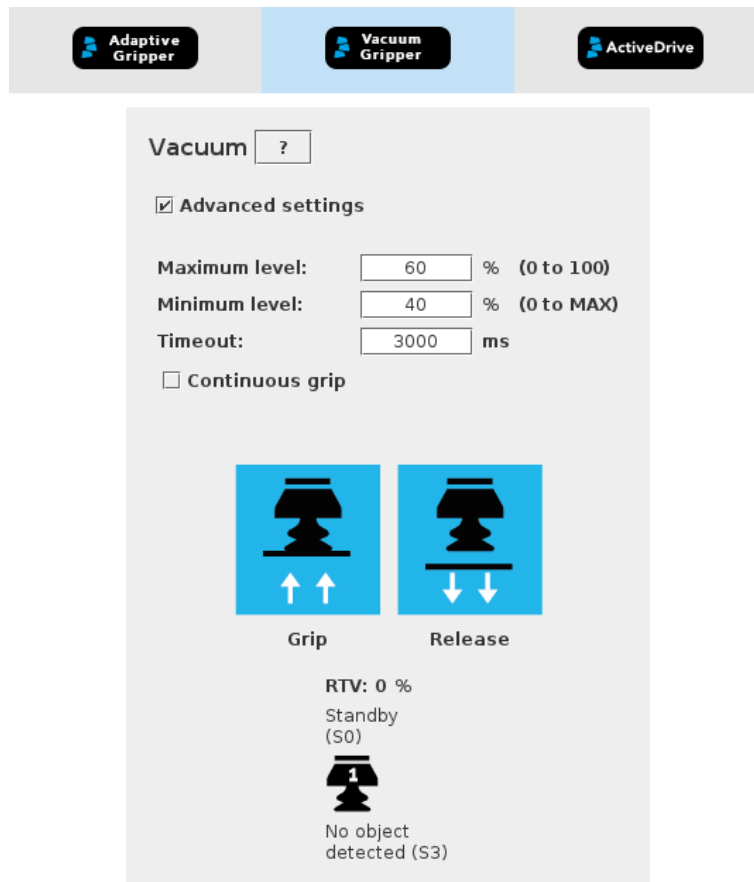 Adaptive
Gripper
Vacuum
Gripper
ActiveDrive
Vacuum ?
Advanced settings
Maximum level: 60 % (0 to 100)
Minimum level: 40 % (0 to MAX)
Timeout: 3000 ms
Continuous grip
Grip Release
RTV: 0 %
Standby
(S0)
1
No object
detected (S3)